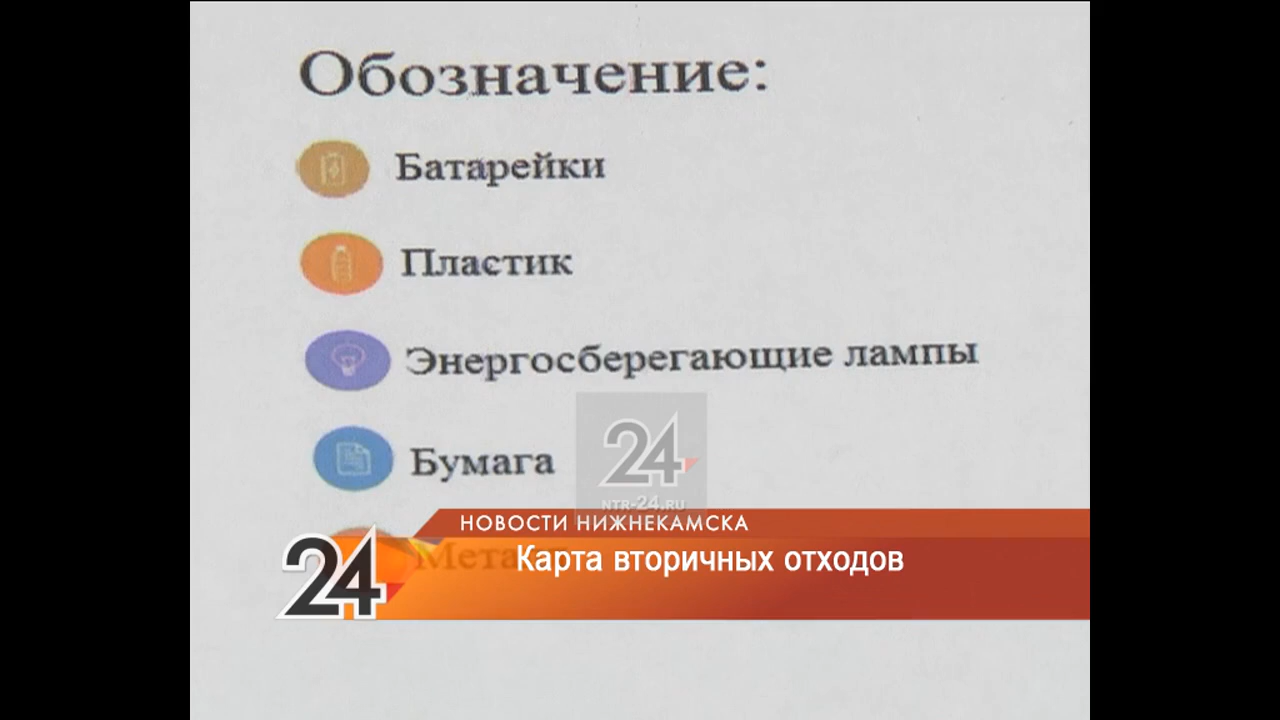 Обозначение:
Батарейки
Пластик
Энергосберегающие лампы
Бумага
24
NTR-24.RU
НОВОСТИ НИЖНЕКАМСКА
24
Карта вторичных отходов